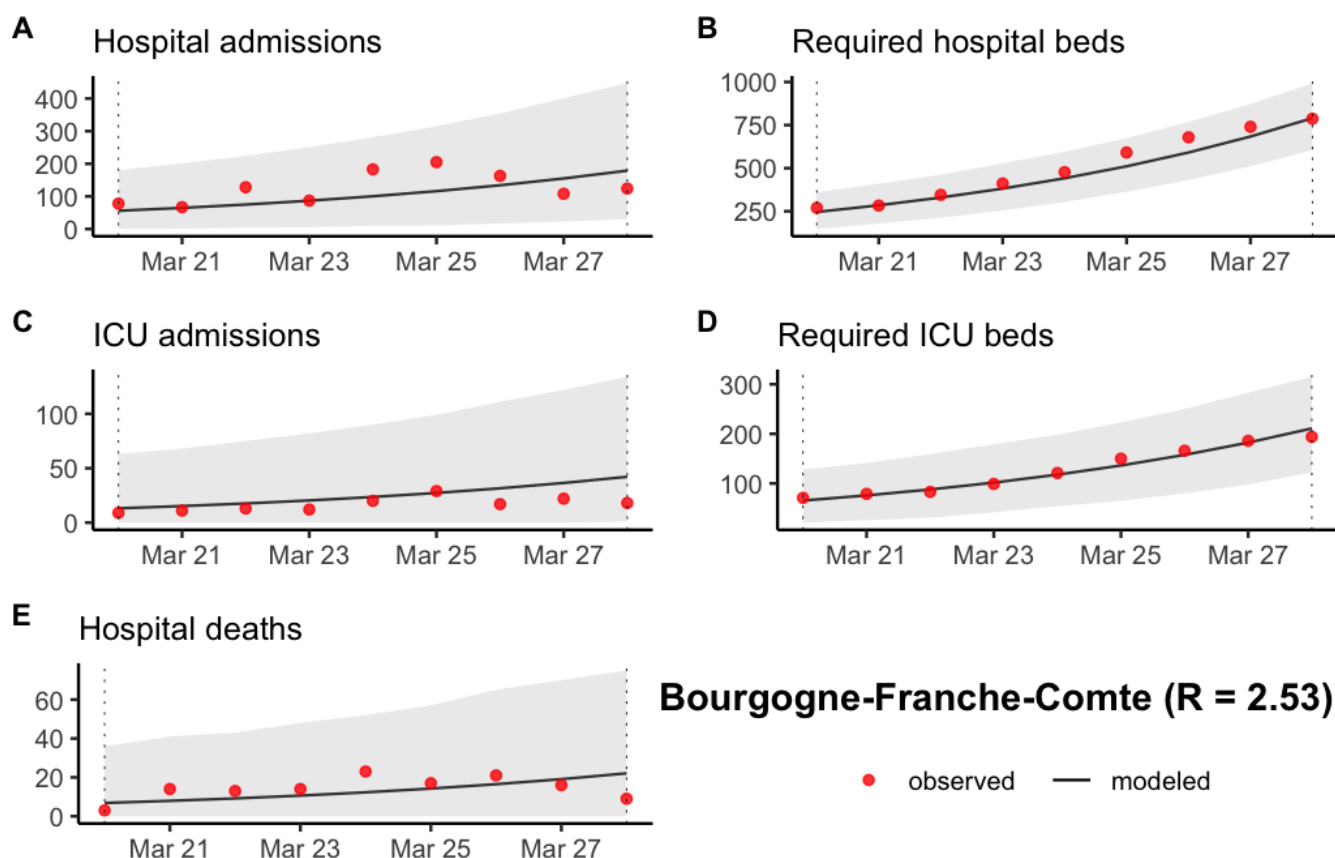 A
Hospital admissions
400
300
200
100
0
Mar 21 Mar 23 Mar 25 Mar 27
B
Required hospital beds
1000
750
500
250
Mar 21 Mar 23 Mar 25 Mar 27
C
ICU admissions
100
50
0
Mar 21 Mar 23 Mar 25 Mar 27
D
Required ICU beds
300
200
100
Mar 21 Mar 23 Mar 25 Mar 27
E
Hospital deaths
60
40
20
0
Mar 21 Mar 23 Mar 25 Mar 27
Bourgogne-Franche-Comte (R = 2.53)
observed modeled